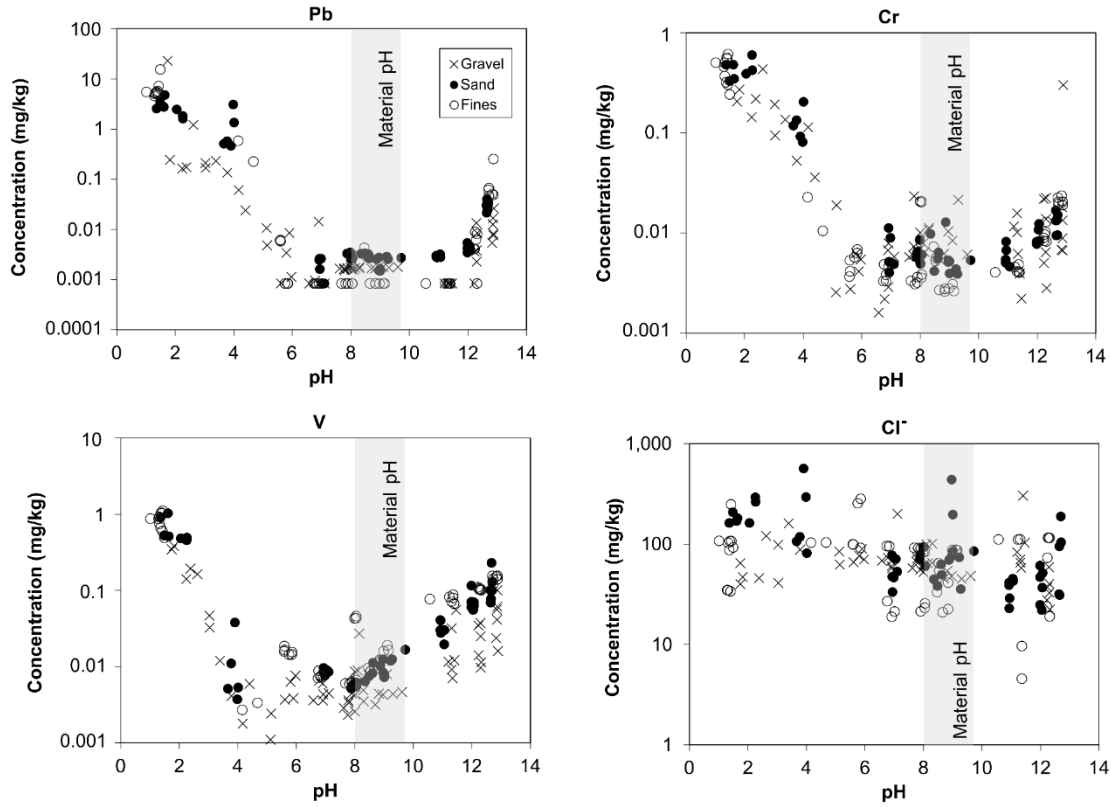 Pb
Concentration (mg/kg)
100
10
1
0.1
0.01
0.001
0.0001
0
2
4
6
8
10
12
14
pH
Material pH
Gravel
Sand
Fines
Cr
Concentration (mg/kg)
1
0.1
0.01
0.001
0
2
4
6
8
10
12
14
pH
Material pH
V
Concentration (mg/kg)
10
1
0.1
0.01
0.001
0
2
4
6
8
10
12
14
pH
Material pH
Cl⁻
Concentration (mg/kg)
1,000
100
10
1
0
2
4
6
8
10
12
14
pH
Material pH